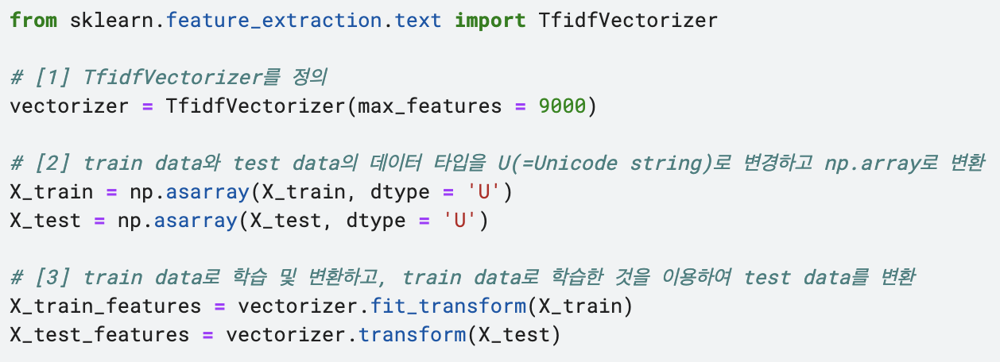 from sklearn.feature_extraction.text import TfidfVectorizer
# [1] TfidfVectorizer를 정의
vectorizer = TfidfVectorizer(max_features = 9000)
# [2] train data와 test data의 데이터 타입을 U(=Unicode string)로 변경하고 np.array로 변환
X_train = np.asarray(X_train, dtype = 'U')
X_test = np.asarray(X_test, dtype = 'U')
# [3] train data로 학습 및 변환하고, train data로 학습한 것을 이용하여 test data를 변환
X_train_features = vectorizer.fit_transform(X_train)
X_test_features = vectorizer.transform(X_test)